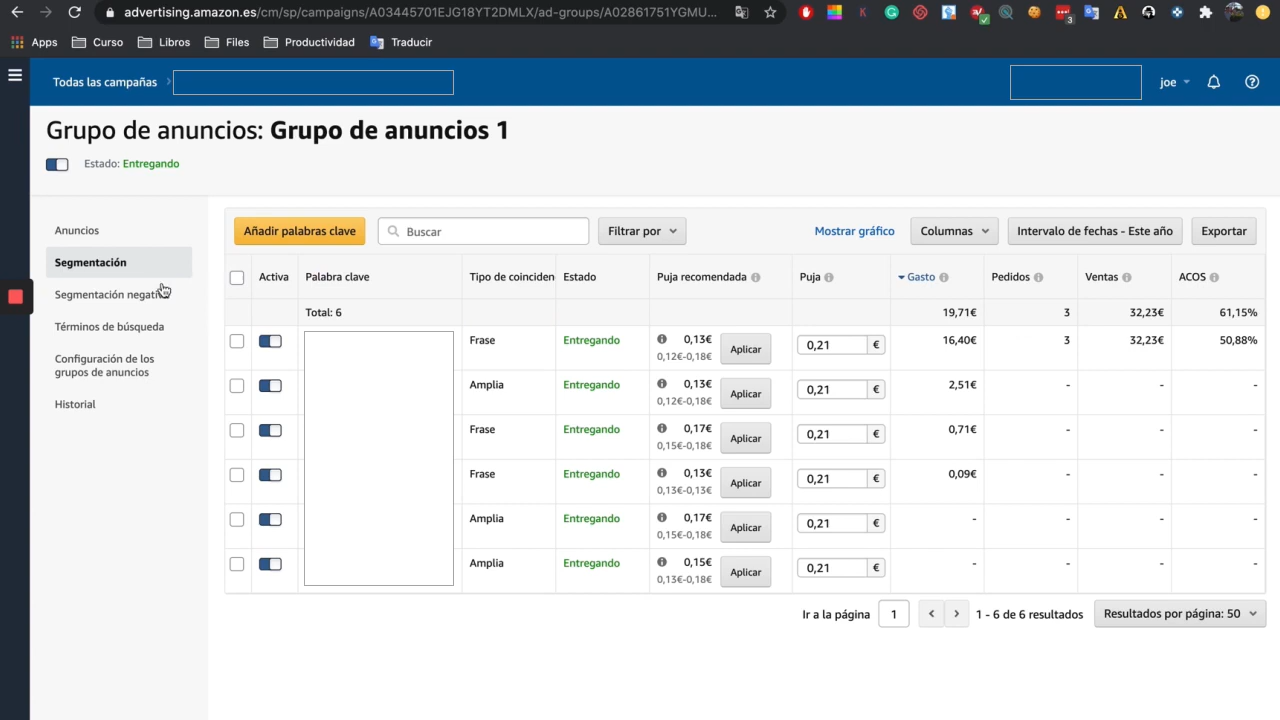 advertising.amazon.es/cm/sp/campaigns/A03445701EJG18YT2DMLX/ad-groups/A02861751YGMU...
3
Apps Curso Libros Files Productividad Traducir
Todas las campañas
joe
Grupo de anuncios: Grupo de anuncios 1
Estado: Entregando
Anuncios
Segmentación
Segmentación negati
Términos de búsqueda
Configuración de los
grupos de anuncios
Historial
Añadir palabras clave Buscar Filtrar por Mostrar gráfico Columnas Intervalo de fechas - Este año Exportar
Activa Palabra clave Tipo de coinciden Estado Puja recomendada Puja Gasto Pedidos Ventas ACOS
Total: 6 19,71€ 3 32,23€ 61,15%
Frase Entregando 0,13€ Aplicar 0,21 € 16,40€ 3 32,23€ 50,88%
0,12€-0,18€
Amplia Entregando 0,13€ Aplicar 0,21 € 2,51€ - - -
0,12€-0,18€
Frase Entregando 0,17€ Aplicar 0,21 € 0,71€ - - -
0,15€-0,18€
Frase Entregando 0,13€ Aplicar 0,21 € 0,09€ - - -
0,13€-0,13€
Amplia Entregando 0,17€ Aplicar 0,21 € - - - -
0,15€-0,18€
Amplia Entregando 0,15€ Aplicar 0,21 € - - - -
0,13€-0,18€
Ir a la página 1 1 - 6 de 6 resultados Resultados por página: 50